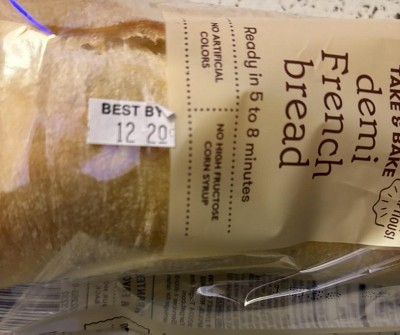 TAKE & BAKE
demi
French
bread
Ready in 5 to 8 minutes
NO ARTIFICIAL
COLORS
NO HIGH FRUCTOSE
CORN SYRUP
BEST BY
12 20